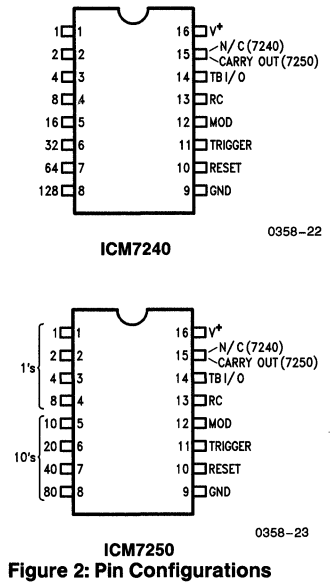 1 1 16 V+
2 2 15 N/C (7240)
CARRY OUT (7250)
4 3 14 TB I/O
8 4 13 RC
16 5 12 MOD
32 6 11 TRIGGER
64 7 10 RESET
128 8 9 GND
0358-22
ICM7240
1's
10's
1 1 16 V+
2 2 15 N/C (7240)
CARRY OUT (7250)
4 3 14 TB I/O
8 4 13 RC
10 5 12 MOD
20 6 11 TRIGGER
40 7 10 RESET
80 8 9 GND
0358-23
ICM7250
Figure 2: Pin Configurations